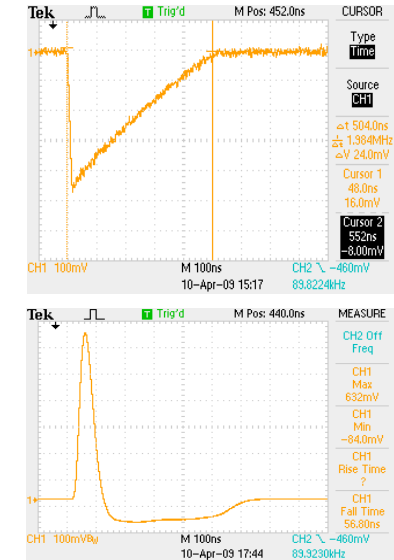 Tek Trig'd M Pos: 452.0ns CURSOR
Type
Time
Source
CH1
△t 504.0ns
1/△t 1.984MHz
△V 24.0mV
Cursor 1
48.0ns
16.0mV
Cursor 2
552ns
-8.00mV
CH1 100mV M 100ns CH2 \ -460mV
10-Apr-09 15:17 89.8224kHz
Tek Trig'd M Pos: 440.0ns MEASURE
CH2 Off
Freq
CH1
Max
632mV
CH1
Min
-84.0mV
CH1
Rise Time
?
CH1
Fall Time
56.80ns
CH1 100mVBW M 100ns CH2 \ -460mV
10-Apr-09 17:44 89.9230kHz